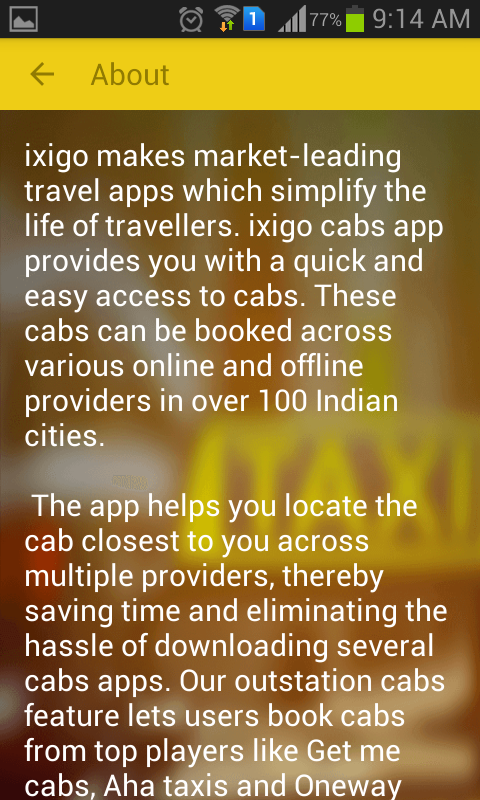 1 77% 9:14 AM
About
ixigo makes market-leading
travel apps which simplify the
life of travellers. ixigo cabs app
provides you with a quick and
easy access to cabs. These
cabs can be booked across
various online and offline
providers in over 100 Indian
cities.
TAXI
The app helps you locate the
cab closest to you across
multiple providers, thereby
saving time and eliminating the
hassle of downloading several
cabs apps. Our outstation cabs
feature lets users book cabs
from top players like Get me
cabs, Aha taxis and Oneway